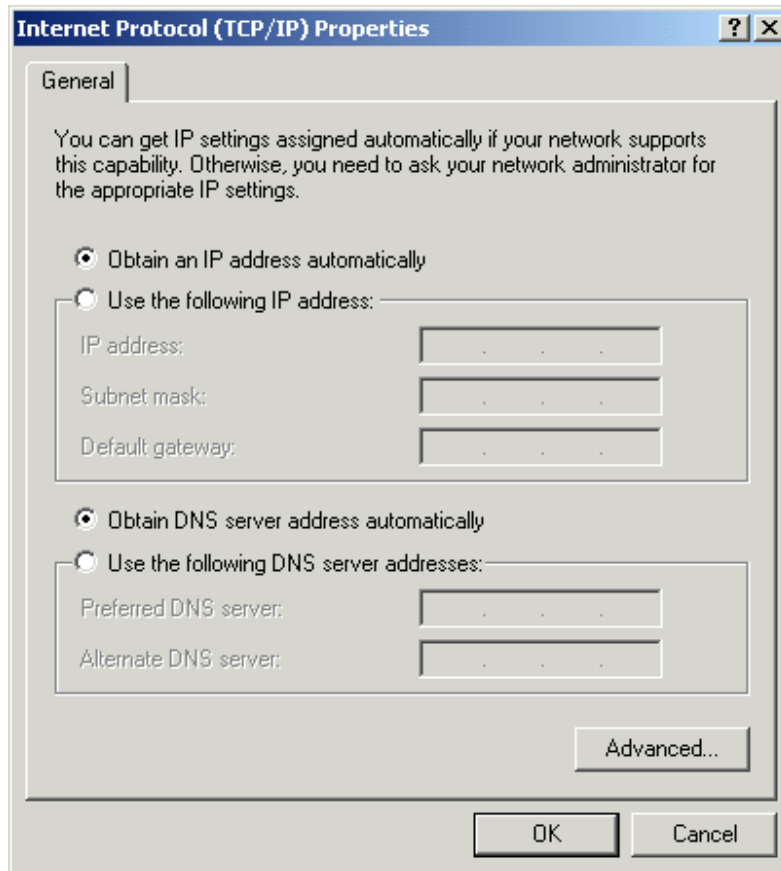 Internet Protocol (TCP/IP) Properties
General
You can get IP settings assigned automatically if your network supports
this capability. Otherwise, you need to ask your network administrator for
the appropriate IP settings.
Obtain an IP address automatically
Use the following IP address:
IP address:
Subnet mask:
Default gateway:
Obtain DNS server address automatically
Use the following DNS server addresses:
Preferred DNS server:
Alternate DNS server:
Advanced...
OK
Cancel